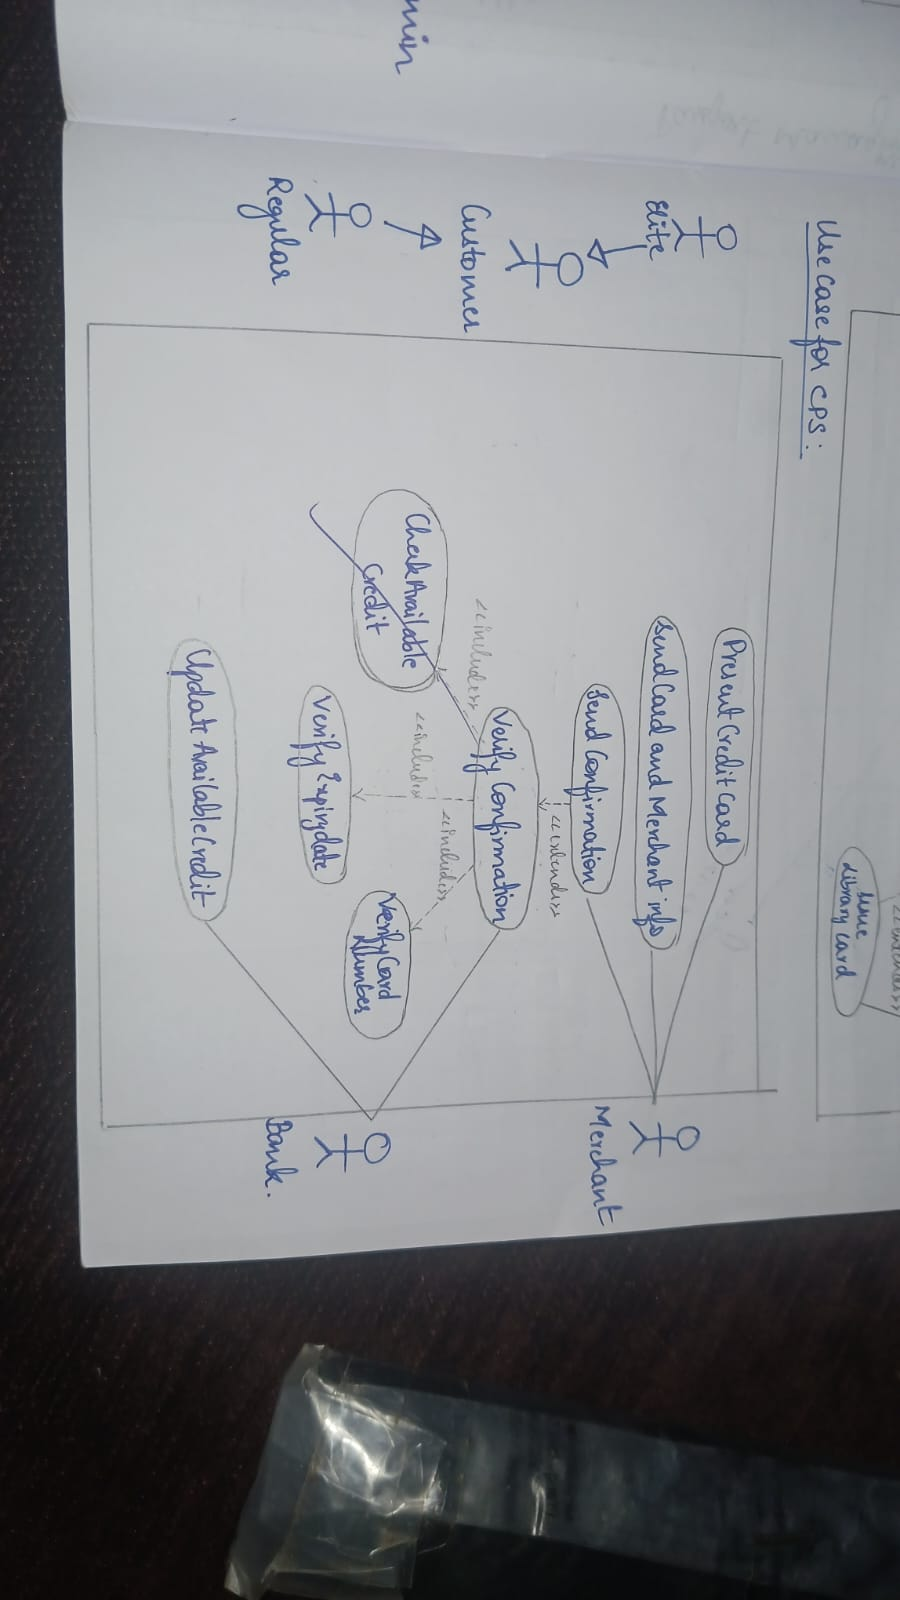 Use case for CPS:
Elite
Customer
Regular
Present Credit Card
Send Card and Merchant info
Send Confirmation
<<extends>>
Verify Confirmation
<<includes>>
<<includes>>
<<includes>>
Check Available
Credit
Verify Expiry date
Verify Card
Number
Update Available Credit
Merchant
Bank.
library card
min